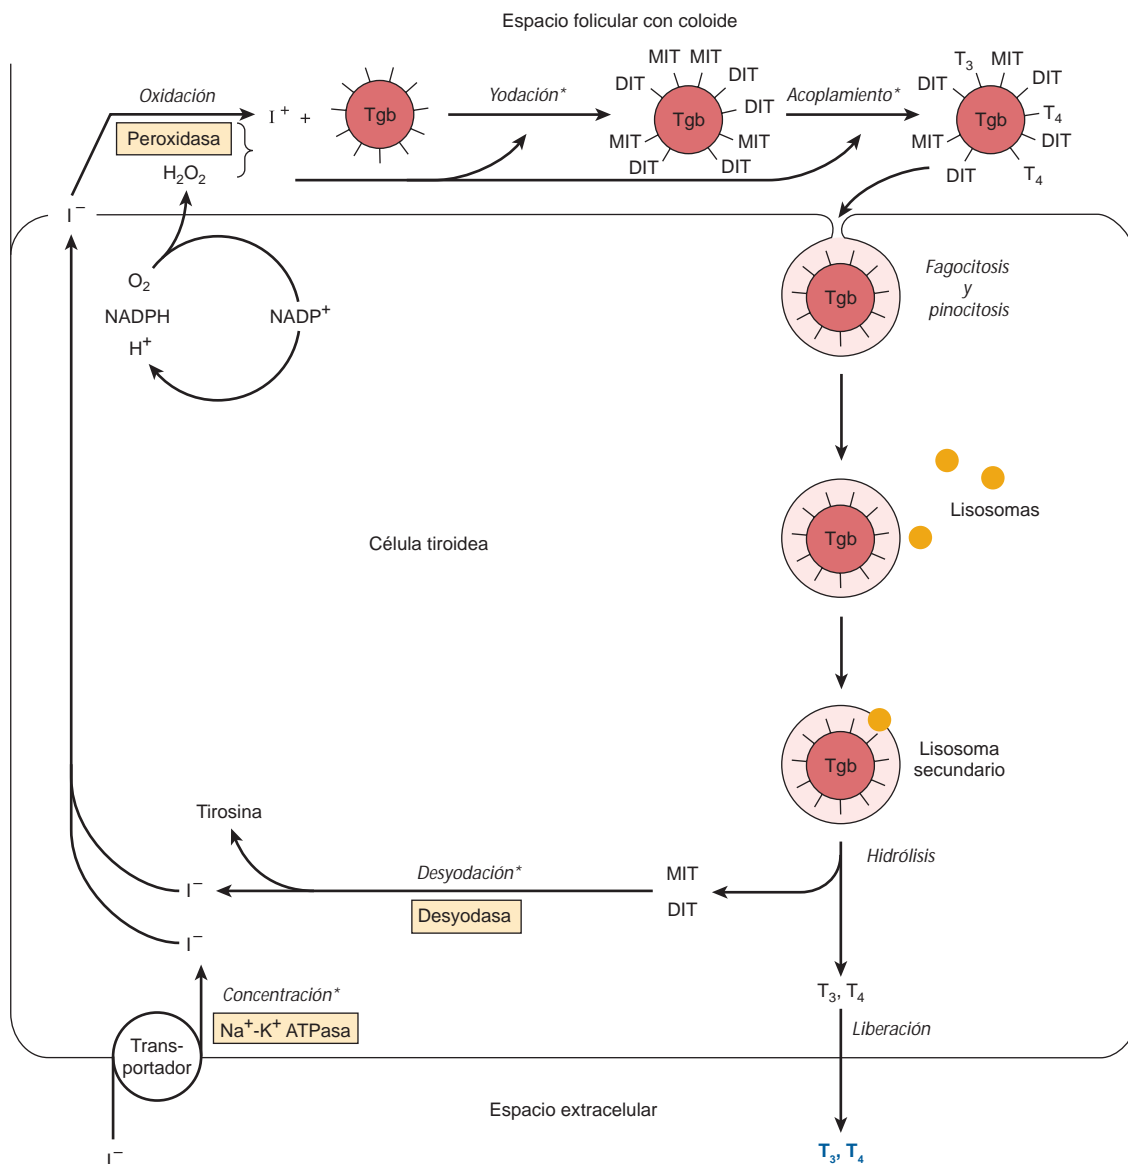 Espacio folicular con coloide
Oxidación
Peroxidasa
H₂O₂
I⁺ +
Tgb
Yodación*
MIT MIT
DIT DIT
DIT
Tgb
MIT MIT
DIT DIT
Acoplamiento*
T₃ MIT
DIT DIT
T₄
Tgb
MIT DIT
DIT T₄
I⁻
O₂
NADPH
H⁺
NADP⁺
Tgb
Fagocitosis
y
pinocitosis
Lisosomas
Tgb
Célula tiroidea
Tgb
Lisosoma
secundario
Tirosina
Hidrólisis
Desyodación*
Desyodasa
MIT
DIT
I⁻
I⁻
Concentración*
Na⁺-K⁺ ATPasa
T₃, T₄
Liberación
Trans-
portador
Espacio extracelular
I⁻
T₃, T₄